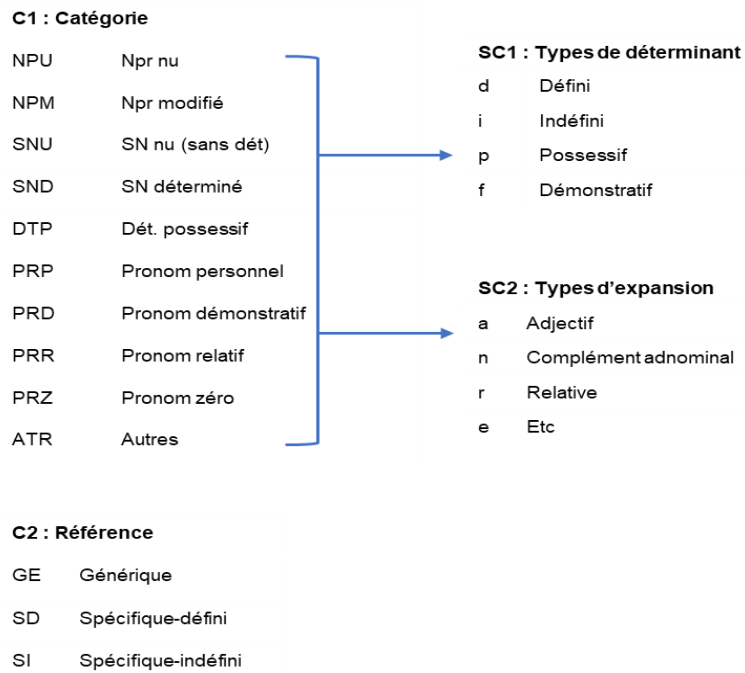 C1 : Catégorie
NPU Npr nu
NPM Npr modifié
SNU SN nu (sans dét)
SND SN déterminé
DTP Dét. possessif
PRP Pronom personnel
PRD Pronom démonstratif
PRR Pronom relatif
PRZ Pronom zéro
ATR Autres
SC1 : Types de déterminant
d Défini
i Indéfini
p Possessif
f Démonstratif
SC2 : Types d’expansion
a Adjectif
n Complément adnominal
r Relative
e Etc
C2 : Référence
GE Générique
SD Spécifique-défini
SI Spécifique-indéfini